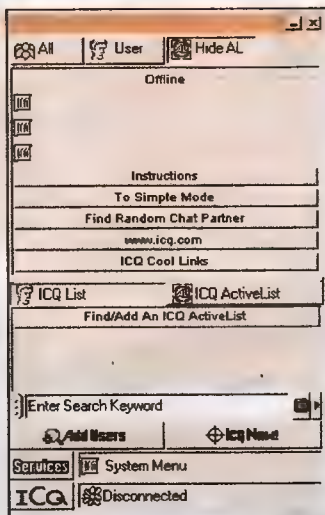 All User Hide AL
Offline
Instructions
To Simple Mode
Find Random Chat Partner
www.icq.com
ICQ Cool Links
ICQ List ICQ ActiveList
Find/Add An ICQ ActiveList
Enter Search Keyword
Add Users Icq Now!
Services System Menu
ICQ Disconnected